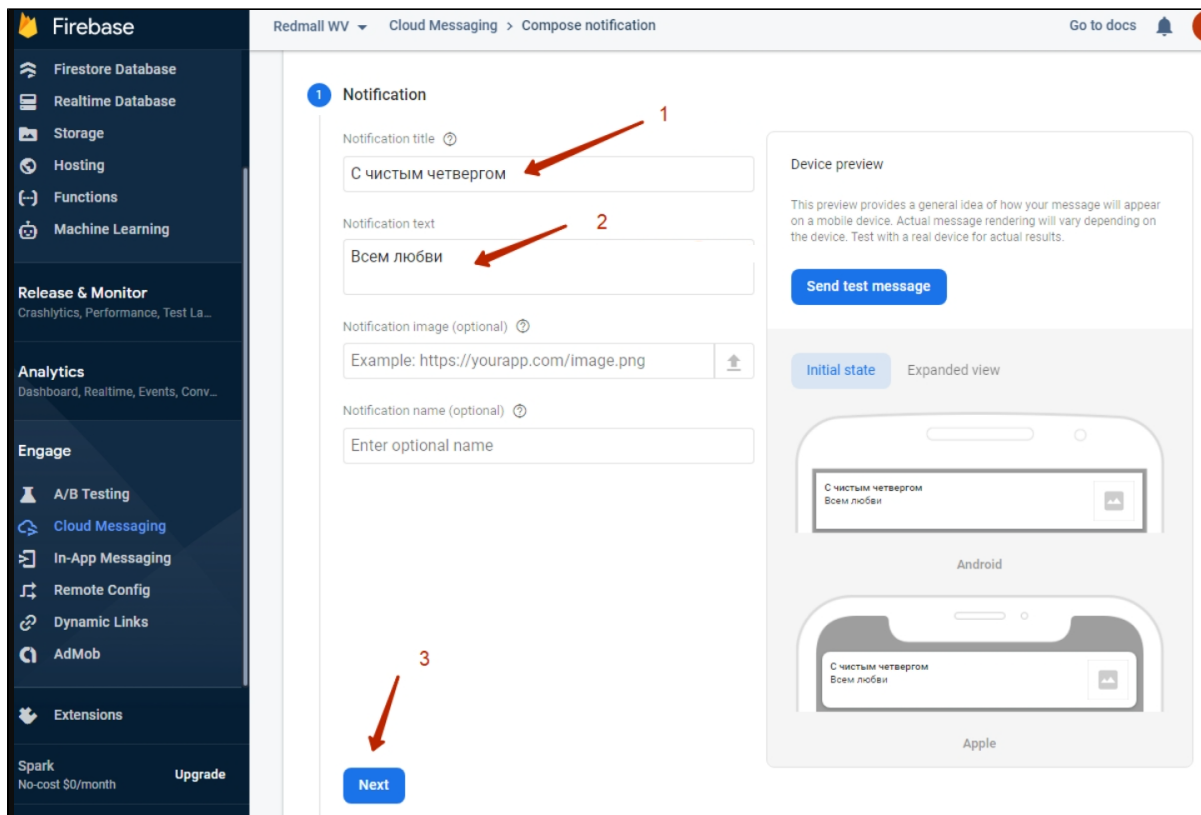 Firebase
Redmall WV
Cloud Messaging > Compose notification
Go to docs
Firestore Database
Realtime Database
Storage
Hosting
Functions
Machine Learning
Release & Monitor
Crashlytics, Performance, Test La...
Analytics
Dashboard, Realtime, Events, Conv...
Engage
A/B Testing
Cloud Messaging
In-App Messaging
Remote Config
Dynamic Links
AdMob
Extensions
Spark
No-cost $0/month
Upgrade
1 Notification
1
Notification title ?
С чистым четвергом
Notification text
2
Всем любви
Notification image (optional) ?
Example: https://yourapp.com/image.png
Notification name (optional) ?
Enter optional name
3
Next
Device preview
This preview provides a general idea of how your message will appear
on a mobile device. Actual message rendering will vary depending on
the device. Test with a real device for actual results.
Send test message
Initial state
Expanded view
С чистым четвергом
Всем любви
Android
С чистым четвергом
Всем любви
Apple